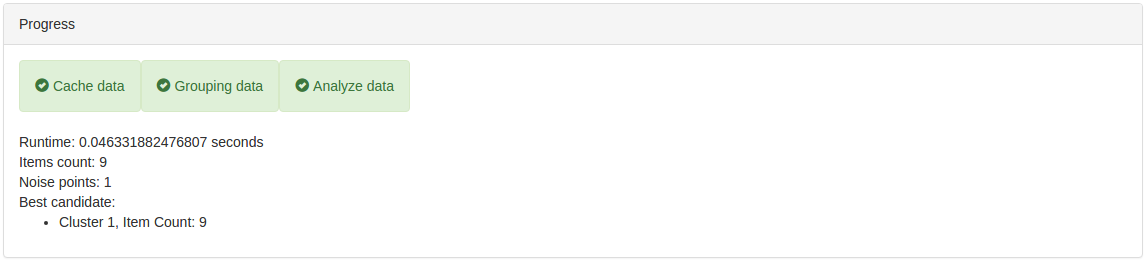 Progress
Cache data Grouping data Analyze data
Runtime: 0.046331882476807 seconds
Items count: 9
Noise points: 1
Best candidate:
• Cluster 1, Item Count: 9